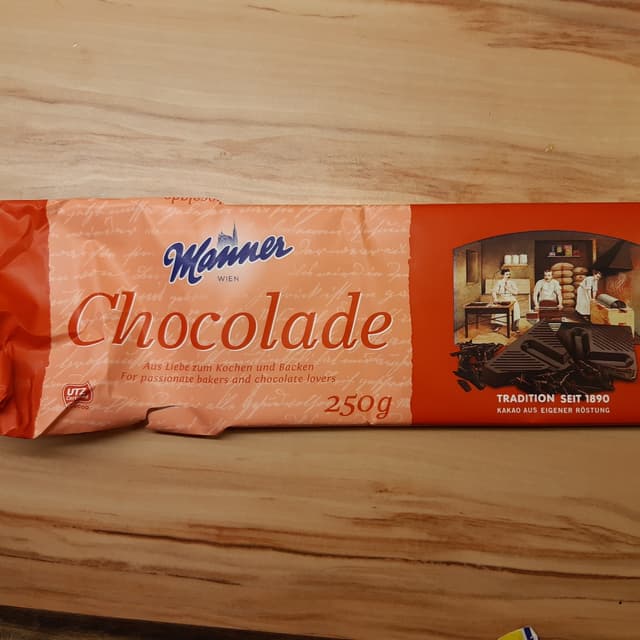 Manner
WIEN
Chocolade
Aus Liebe zum Kochen und Backen
For passionate bakers and chocolate lovers
250g
UTZ
TRADITION SEIT 1890
KAKAO AUS EIGENER RÖSTUNG